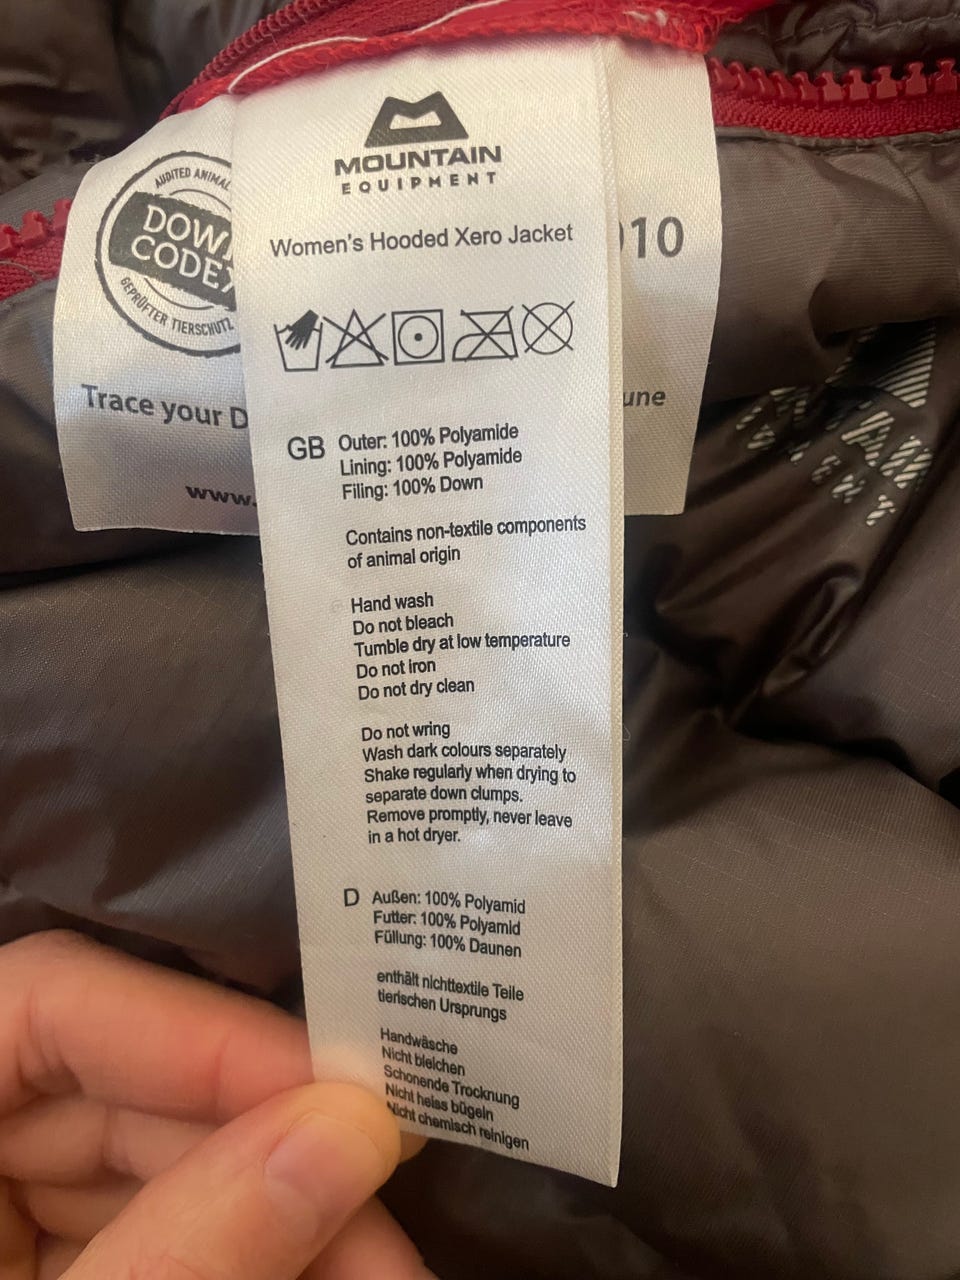 MOUNTAIN
EQUIPMENT
Women's Hooded Xero Jacket
GB
Outer: 100% Polyamide
Lining: 100% Polyamide
Filing: 100% Down
Contains non-textile components
of animal origin
Hand wash
Do not bleach
Tumble dry at low temperature
Do not iron
Do not dry clean
Do not wring
Wash dark colours separately
Shake regularly when drying to
separate down clumps.
Remove promptly, never leave
in a hot dryer.
D
Außen: 100% Polyamid
Futter: 100% Polyamid
Füllung: 100% Daunen
enthält nichttextile Teile
tierischen Ursprungs
Handwäsche
Nicht bleichen
Schonende Trocknung
Nicht heiss bügeln
Nicht chemisch reinigen
AUDITED ANIMAL
DOWN
CODEX
GEPRÜFTER TIERSCHUTZ
Trace your D
www.
010
une